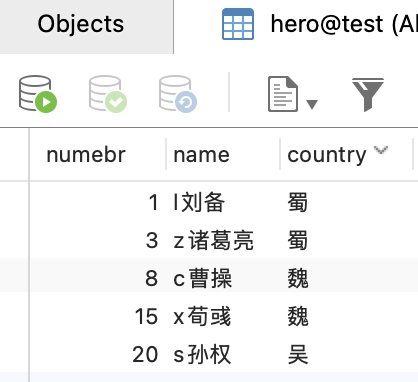 Objects hero@test (Al
numebr name country
1 l刘备 蜀
3 z诸葛亮 蜀
8 c曹操 魏
15 x荀彧 魏
20 s孙权 吴